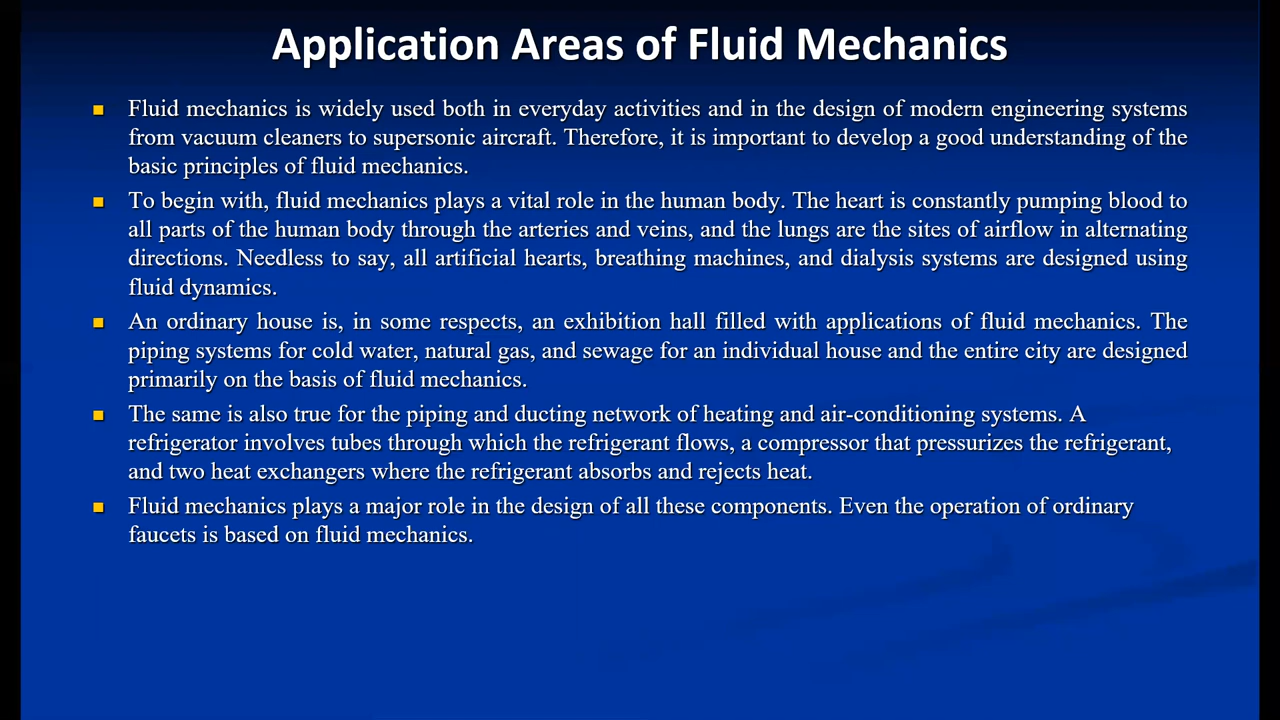 Application Areas of Fluid Mechanics
Fluid mechanics is widely used both in everyday activities and in the design of modern engineering systems
from vacuum cleaners to supersonic aircraft. Therefore, it is important to develop a good understanding of the
basic principles of fluid mechanics.
To begin with, fluid mechanics plays a vital role in the human body. The heart is constantly pumping blood to
all parts of the human body through the arteries and veins, and the lungs are the sites of airflow in alternating
directions. Needless to say, all artificial hearts, breathing machines, and dialysis systems are designed using
fluid dynamics.
An ordinary house is, in some respects, an exhibition hall filled with applications of fluid mechanics. The
piping systems for cold water, natural gas, and sewage for an individual house and the entire city are designed
primarily on the basis of fluid mechanics.
The same is also true for the piping and ducting network of heating and air-conditioning systems. A
refrigerator involves tubes through which the refrigerant flows, a compressor that pressurizes the refrigerant,
and two heat exchangers where the refrigerant absorbs and rejects heat.
Fluid mechanics plays a major role in the design of all these components. Even the operation of ordinary
faucets is based on fluid mechanics.